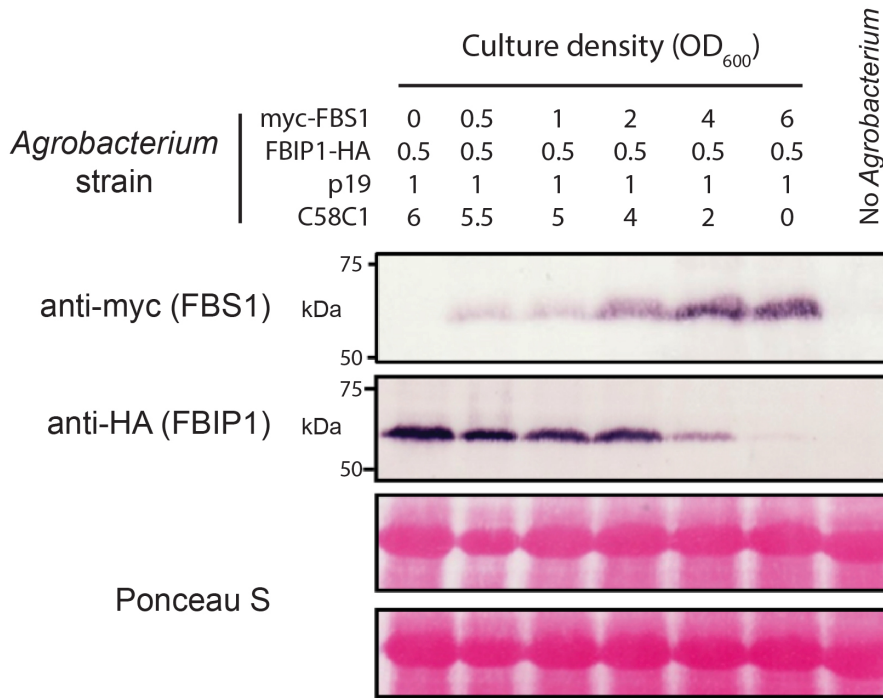 Culture density (OD600)
No Agrobacterium
Agrobacterium
strain
myc-FBS1 0 0.5 1 2 4 6
FBIP1-HA 0.5 0.5 0.5 0.5 0.5 0.5
p19 1 1 1 1 1 1
C58C1 6 5.5 5 4 2 0
75
anti-myc (FBS1) kDa
50
75
anti-HA (FBIP1) kDa
50
Ponceau S